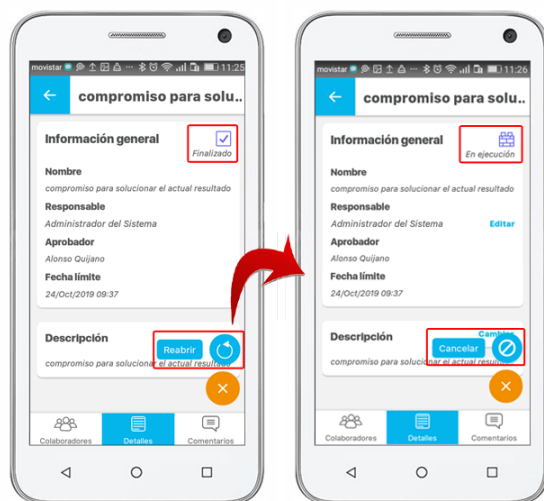 movistar 11:25
compromiso para solu..
Información general
Finalizado
Nombre
compromiso para solucionar el actual resultado
Responsable
Administrador del Sistema
Aprobador
Alonso Quijano
Fecha límite
24/Oct/2019 09:37
Descripción
Reabrir
compromiso para solucionar el actual resultado
Colaboradores Detalles Comentarios
movistar 11:26
compromiso para solu..
Información general
En ejecución
Nombre
compromiso para solucionar el actual resultado
Responsable
Administrador del Sistema Editar
Aprobador
Alonso Quijano
Fecha límite
24/Oct/2019 09:37
Descripción Cambiar
Cancelar
compromiso para solucionar el actual resultado
Colaboradores Detalles Comentarios